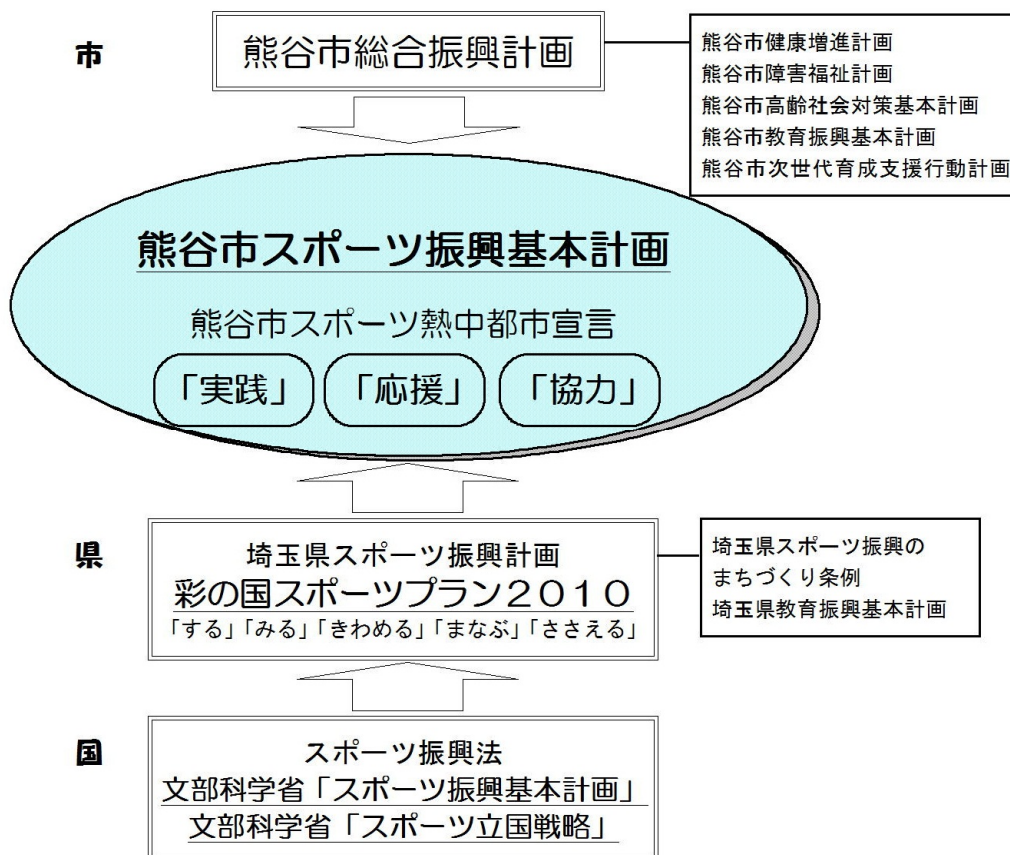 市
熊谷市総合振興計画
熊谷市健康増進計画
熊谷市障害福祉計画
熊谷市高齢社会対策基本計画
熊谷市教育振興基本計画
熊谷市次世代育成支援行動計画
熊谷市スポーツ振興基本計画
熊谷市スポーツ熱中都市宣言
「実践」 「応援」 「協力」
県
埼玉県スポーツ振興計画
彩の国スポーツプラン2010
「する」「みる」「きわめる」「まなぶ」「ささえる」
埼玉県スポーツ振興の
まちづくり条例
埼玉県教育振興基本計画
国
スポーツ振興法
文部科学省「スポーツ振興基本計画」
文部科学省「スポーツ立国戦略」